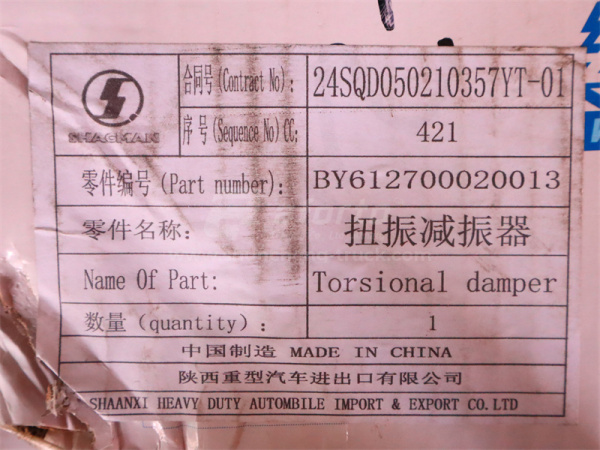 SHACMAN
合同号(Contract No): 24SQD050210357YT-01
序号(Sequence No)CC: 421
零件编号(Part number): BY612700020013
零件名称: 扭振减振器
Name Of Part: Torsional damper
数量(quantity): 1
中国制造 MADE IN CHINA
陕西重型汽车进出口有限公司
SHAANXI HEAVY DUTY AUTOMBILE IMPORT & EXPORT CO.LTD